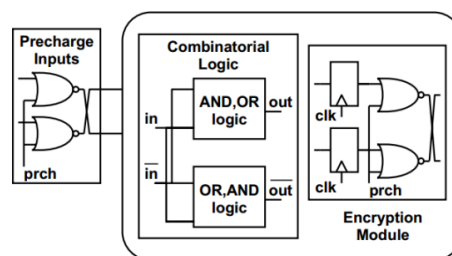 Precharge
Inputs
prch
Combinatorial
Logic
in
AND,OR
logic
out
in
OR,AND
logic
out
clk
clk
prch
Encryption
Module